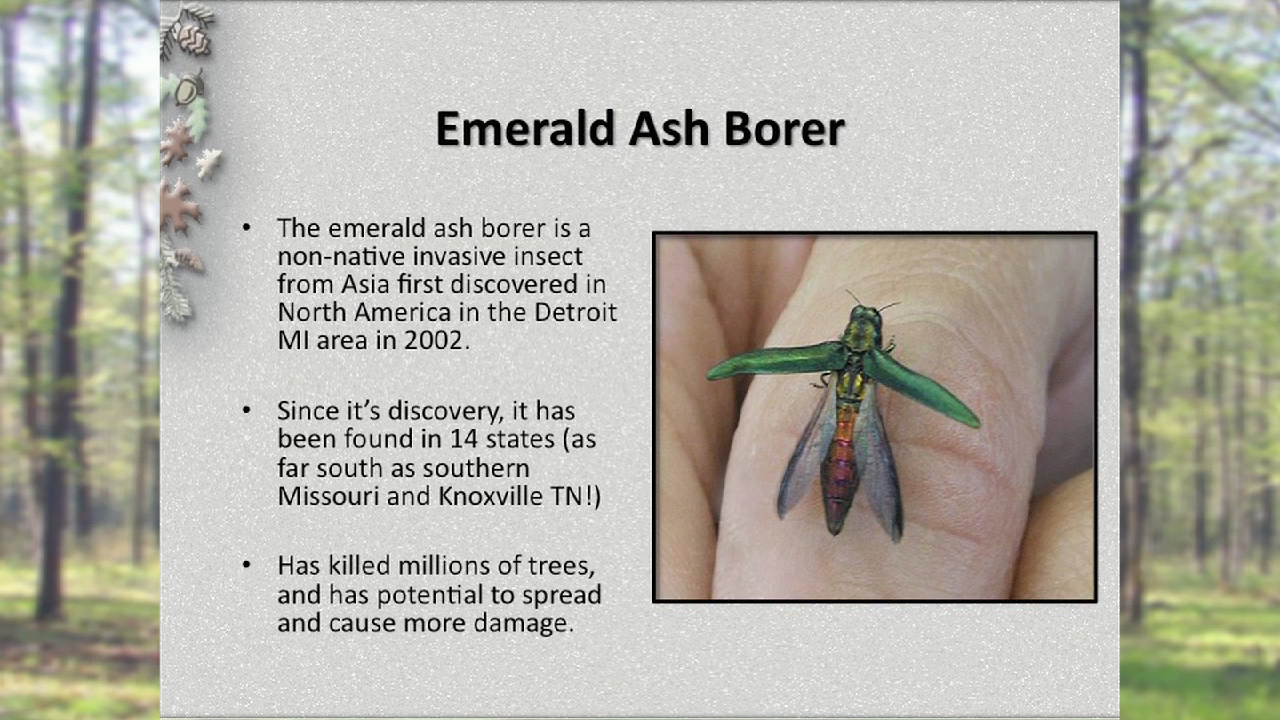 Emerald Ash Borer
• The emerald ash borer is a
non-native invasive insect
from Asia first discovered in
North America in the Detroit
MI area in 2002.
• Since it’s discovery, it has
been found in 14 states (as
far south as southern
Missouri and Knoxville TN!)
• Has killed millions of trees,
and has potential to spread
and cause more damage.